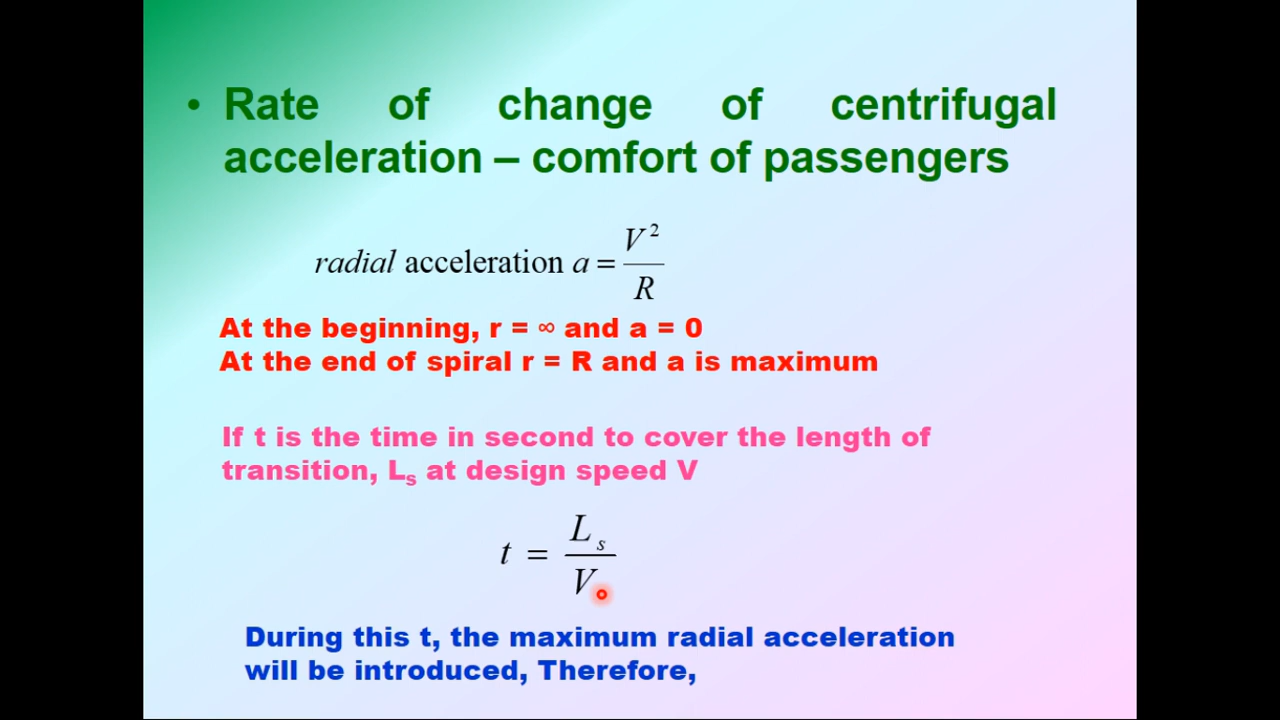 • Rate of change of centrifugal
acceleration – comfort of passengers
radial acceleration a = V² / R
At the beginning, r = ∞ and a = 0
At the end of spiral r = R and a is maximum
If t is the time in second to cover the length of
transition, Lₛ at design speed V
t = Lₛ / V
During this t, the maximum radial acceleration
will be introduced, Therefore,